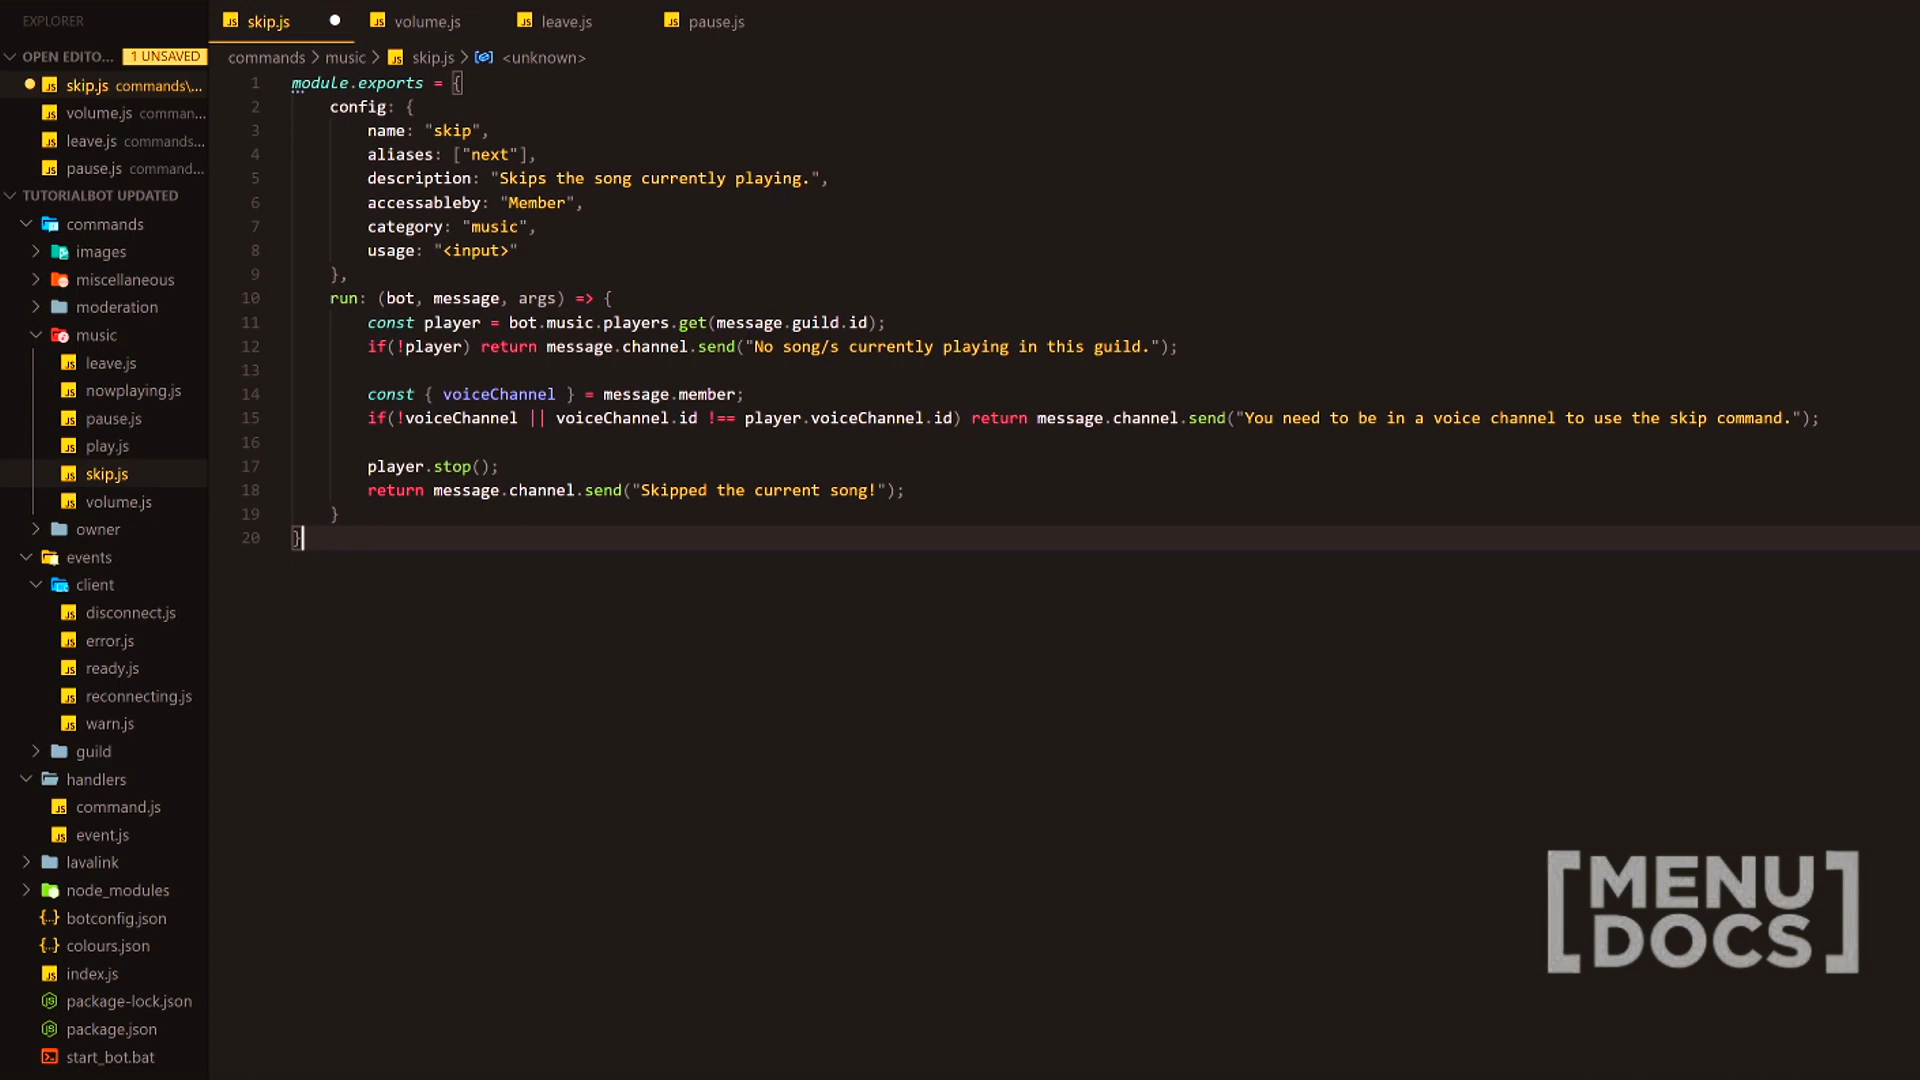 EXPLORER
OPEN EDITO... 1 UNSAVED
skip.js commands\...
volume.js comman...
leave.js commands...
pause.js command...
TUTORIALBOT UPDATED
commands
images
miscellaneous
moderation
music
leave.js
nowplaying.js
pause.js
play.js
skip.js
volume.js
owner
events
client
disconnect.js
error.js
ready.js
reconnecting.js
warn.js
guild
handlers
command.js
event.js
lavalink
node_modules
botconfig.json
colours.json
index.js
package-lock.json
package.json
start_bot.bat
skip.js volume.js leave.js pause.js
commands > music > skip.js > <unknown>
1 module.exports = {
2     config: {
3         name: "skip",
4         aliases: ["next"],
5         description: "Skips the song currently playing.",
6         accessableby: "Member",
7         category: "music",
8         usage: "<input>"
9     },
10     run: (bot, message, args) => {
11         const player = bot.music.players.get(message.guild.id);
12         if(!player) return message.channel.send("No song/s currently playing in this guild.");
13
14         const { voiceChannel } = message.member;
15         if(!voiceChannel || voiceChannel.id !== player.voiceChannel.id) return message.channel.send("You need to be in a voice channel to use the skip command.");
16
17         player.stop();
18         return message.channel.send("Skipped the current song!");
19     }
20 }
[MENU
DOCS]